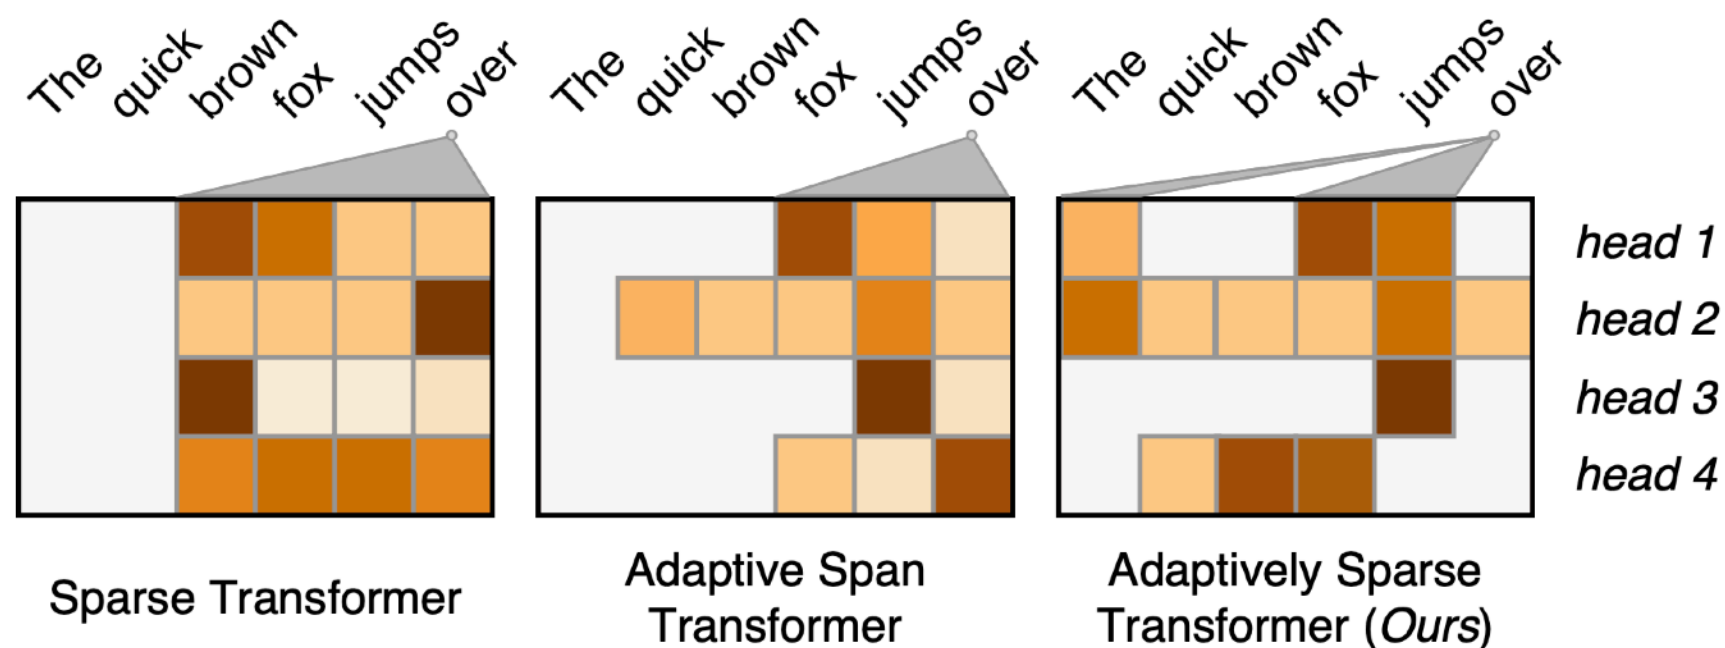 The quick brown fox jumps over
The quick brown fox jumps over
The quick brown fox jumps over
head 1
head 2
head 3
head 4
Sparse Transformer
Adaptive Span
Transformer
Adaptively Sparse
Transformer (Ours)